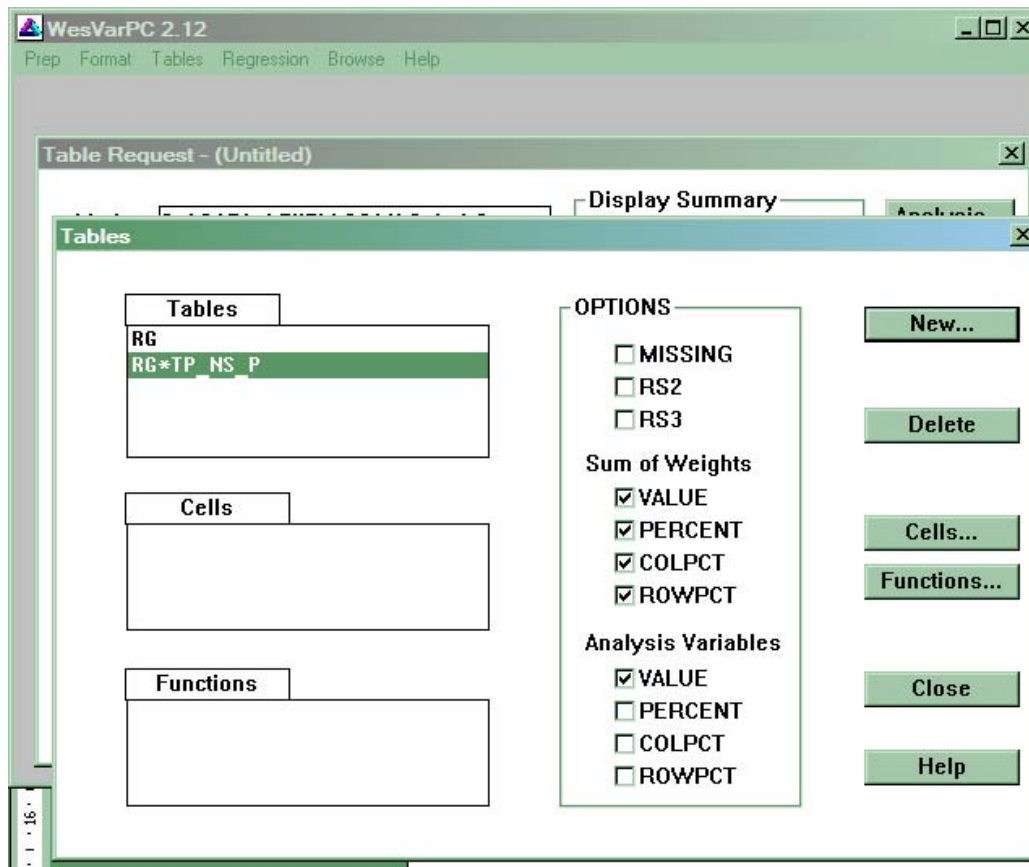 WesVarPC 2.12
Prep Format Tables Regression Browse Help
Table Request - (Untitled)
Display Summary
Analysis...
Tables
Tables
RG
RG*TP_NS_P
Cells
Functions
OPTIONS
MISSING
RS2
RS3
Sum of Weights
VALUE
PERCENT
COLPCT
ROWPCT
Analysis Variables
VALUE
PERCENT
COLPCT
ROWPCT
New...
Delete
Cells...
Functions...
Close
Help
16